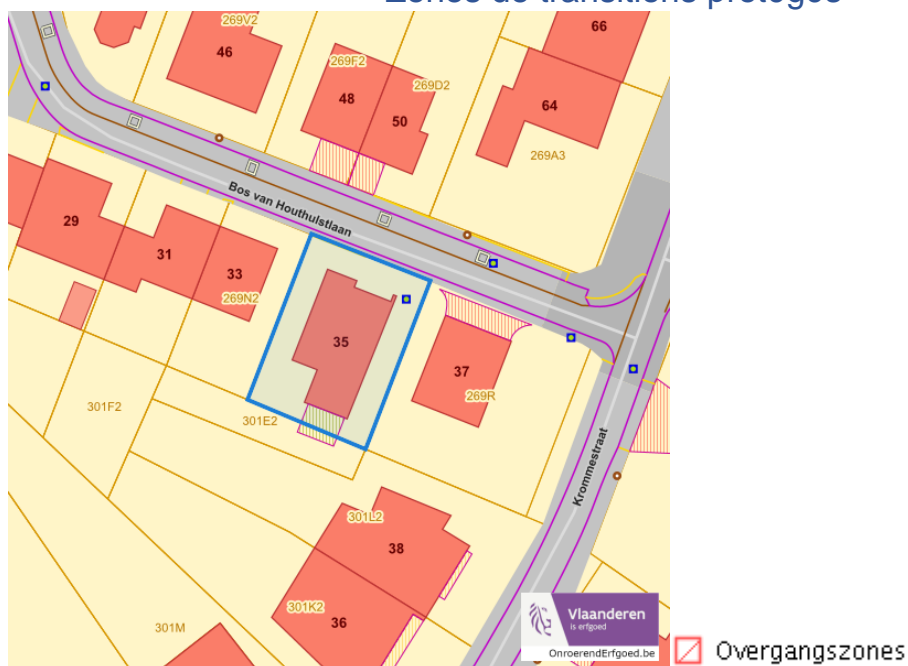 Zones de transitions protégés
269V2
66
46
269F2
269D2
48
50
64
269A3
Bos van Houthulstlaan
29
31
33
269N2
35
37
269R
301F2
301E2
Krommestraat
301L2
38
301K2
36
301M
Vlaanderen
is erfgoed
OnroerendErfgoed.be
Overgangszones